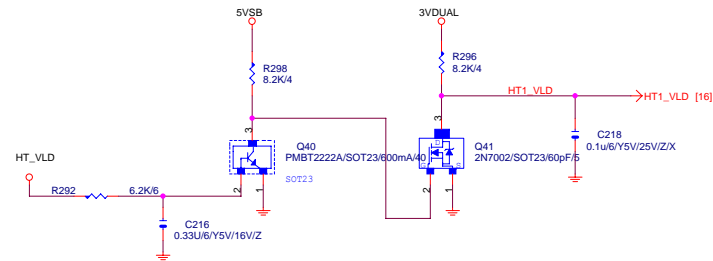 5VSB
3VDUAL
R298
8.2K/4
R296
8.2K/4
HT1_VLD
HT1_VLD [16]
3
3
Q40
PMBT2222A/SOT23/600mA/40
SOT23
D
G
S
Q41
2N7002/SOT23/60pF/5
C218
0.1u/6/Y5V/25V/Z/X
HT_VLD
R292
6.2K/6
2
1
2
1
C216
0.33U/6/Y5V/16V/Z